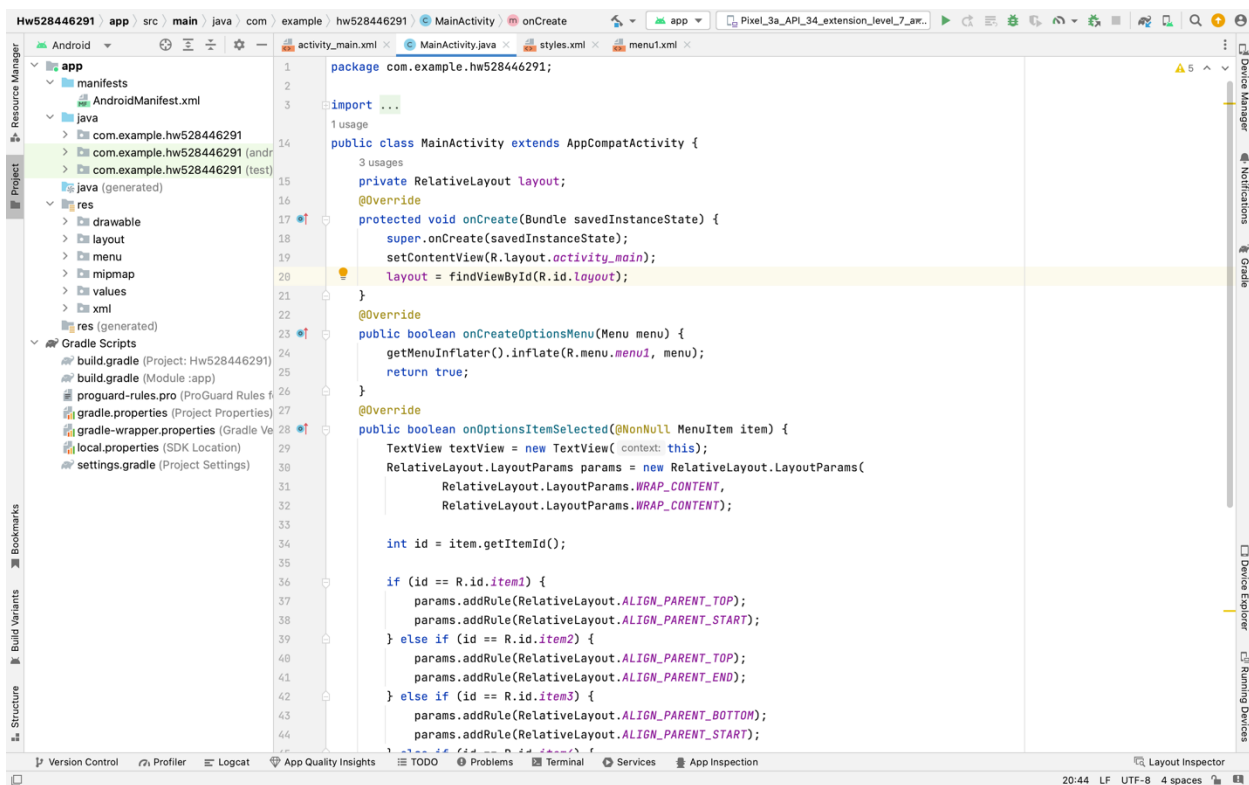 Hw528446291 app src main java com example hw528446291 MainActivity onCreate app Pixel_3a_API_34_extension_level_7_ar...
Android
activity_main.xml MainActivity.java styles.xml menu1.xml
Resource Manager
Project
Bookmarks
Build Variants
Structure
app
manifests
AndroidManifest.xml
java
com.example.hw528446291
com.example.hw528446291 (andr
com.example.hw528446291 (test)
java (generated)
res
drawable
layout
menu
mipmap
values
xml
res (generated)
Gradle Scripts
build.gradle (Project: Hw528446291)
build.gradle (Module :app)
proguard-rules.pro (ProGuard Rules f
gradle.properties (Project Properties)
gradle-wrapper.properties (Gradle Ve
local.properties (SDK Location)
settings.gradle (Project Settings)
5
1 package com.example.hw528446291;
2
3 import ...
1 usage
14 public class MainActivity extends AppCompatActivity {
3 usages
15 private RelativeLayout layout;
16 @Override
17 protected void onCreate(Bundle savedInstanceState) {
18 super.onCreate(savedInstanceState);
19 setContentView(R.layout.activity_main);
20 layout = findViewById(R.id.layout);
21 }
22 @Override
23 public boolean onCreateOptionsMenu(Menu menu) {
24 getMenuInflater().inflate(R.menu.menu1, menu);
25 return true;
26 }
27 @Override
28 public boolean onOptionsItemSelected(@NonNull MenuItem item) {
29 TextView textView = new TextView( context: this);
30 RelativeLayout.LayoutParams params = new RelativeLayout.LayoutParams(
31 RelativeLayout.LayoutParams.WRAP_CONTENT,
32 RelativeLayout.LayoutParams.WRAP_CONTENT);
33
34 int id = item.getItemId();
35
36 if (id == R.id.item1) {
37 params.addRule(RelativeLayout.ALIGN_PARENT_TOP);
38 params.addRule(RelativeLayout.ALIGN_PARENT_START);
39 } else if (id == R.id.item2) {
40 params.addRule(RelativeLayout.ALIGN_PARENT_TOP);
41 params.addRule(RelativeLayout.ALIGN_PARENT_END);
42 } else if (id == R.id.item3) {
43 params.addRule(RelativeLayout.ALIGN_PARENT_BOTTOM);
44 params.addRule(RelativeLayout.ALIGN_PARENT_START);
Device Manager
Notifications
Gradle
Device Explorer
Running Devices
Version Control Profiler Logcat App Quality Insights TODO Problems Terminal Services App Inspection Layout Inspector
20:44 LF UTF-8 4 spaces